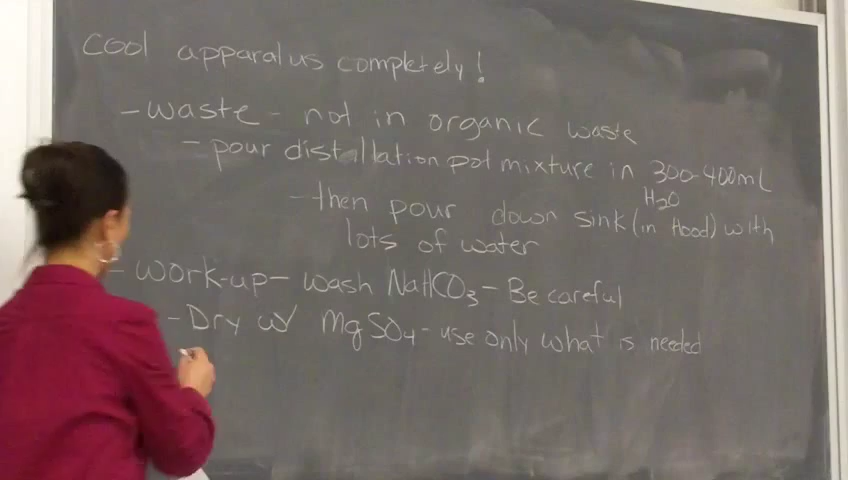 cool apparatus completely!
- waste - not in organic waste
- pour distillation pot mixture in 300-400mL
H2O
- then pour down sink (in Hood) with
lots of water
- work-up - wash NaHCO3 - Be careful
- Dry w/ MgSO4 - use only what is needed